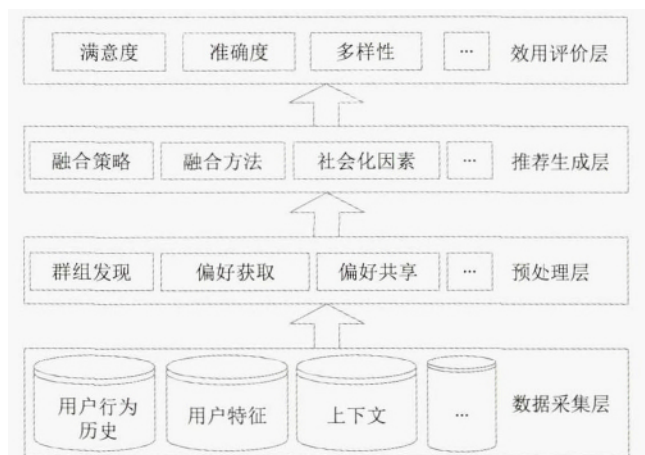 满意度 准确度 多样性 … 效用评价层
融合策略 融合方法 社会化因素 … 推荐生成层
群组发现 偏好获取 偏好共享 … 预处理层
用户行为
历史
用户特征
上下文
…
数据采集层